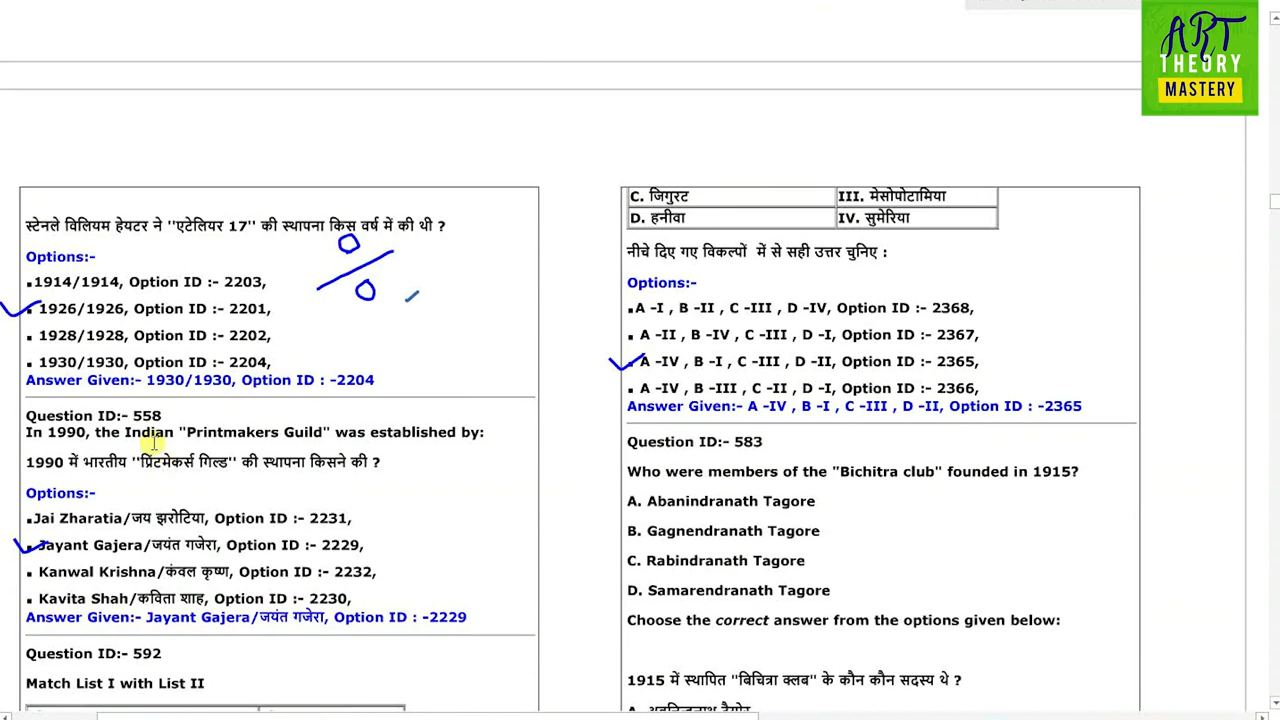 ART
THEORY
MASTERY
स्टेनले विलियम हेयटर ने ''एटेलियर 17'' की स्थापना किस वर्ष में की थी ?
Options:-
1914/1914, Option ID :- 2203,
1926/1926, Option ID :- 2201,
1928/1928, Option ID :- 2202,
1930/1930, Option ID :- 2204,
Answer Given:- 1930/1930, Option ID : -2204
Question ID:- 558
In 1990, the Indian "Printmakers Guild" was established by:
1990 में भारतीय ''प्रिंटमेकर्स गिल्ड'' की स्थापना किसने की ?
Options:-
Jai Zharatia/जय झरोटिया, Option ID :- 2231,
Jayant Gajera/जयंत गजेरा, Option ID :- 2229,
Kanwal Krishna/कंवल कृष्ण, Option ID :- 2232,
Kavita Shah/कविता शाह, Option ID :- 2230,
Answer Given:- Jayant Gajera/जयंत गजेरा, Option ID : -2229
Question ID:- 592
Match List I with List II
C. जिगुरट III. मेसोपोटामिया
D. हनीवा IV. सुमेरिया
नीचे दिए गए विकल्पों में से सही उत्तर चुनिए :
Options:-
A -I , B -II , C -III , D -IV, Option ID :- 2368,
A -II , B -IV , C -III , D -I, Option ID :- 2367,
A -IV , B -I , C -III , D -II, Option ID :- 2365,
A -IV , B -III , C -II , D -I, Option ID :- 2366,
Answer Given:- A -IV , B -I , C -III , D -II, Option ID : -2365
Question ID:- 583
Who were members of the "Bichitra club" founded in 1915?
A. Abanindranath Tagore
B. Gagnendranath Tagore
C. Rabindranath Tagore
D. Samarendranath Tagore
Choose the correct answer from the options given below:
1915 में स्थापित ''बिचित्रा क्लब'' के कौन कौन सदस्य थे ?